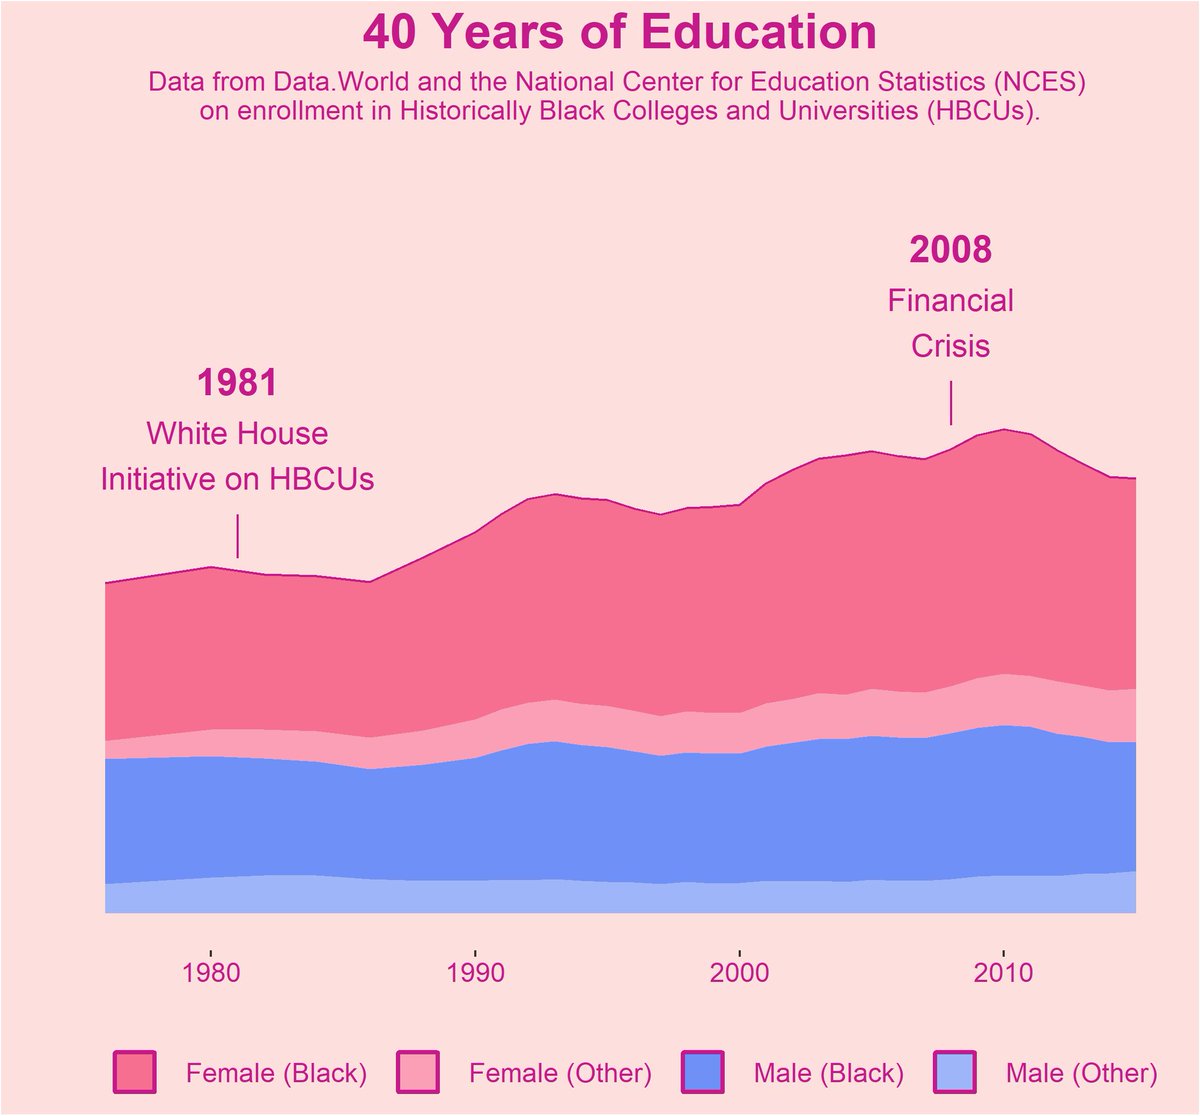 40 Years of Education
Data from Data.World and the National Center for Education Statistics (NCES)
on enrollment in Historically Black Colleges and Universities (HBCUs).
2008
Financial
Crisis
1981
White House
Initiative on HBCUs
1980 1990 2000 2010
Female (Black) Female (Other) Male (Black) Male (Other)